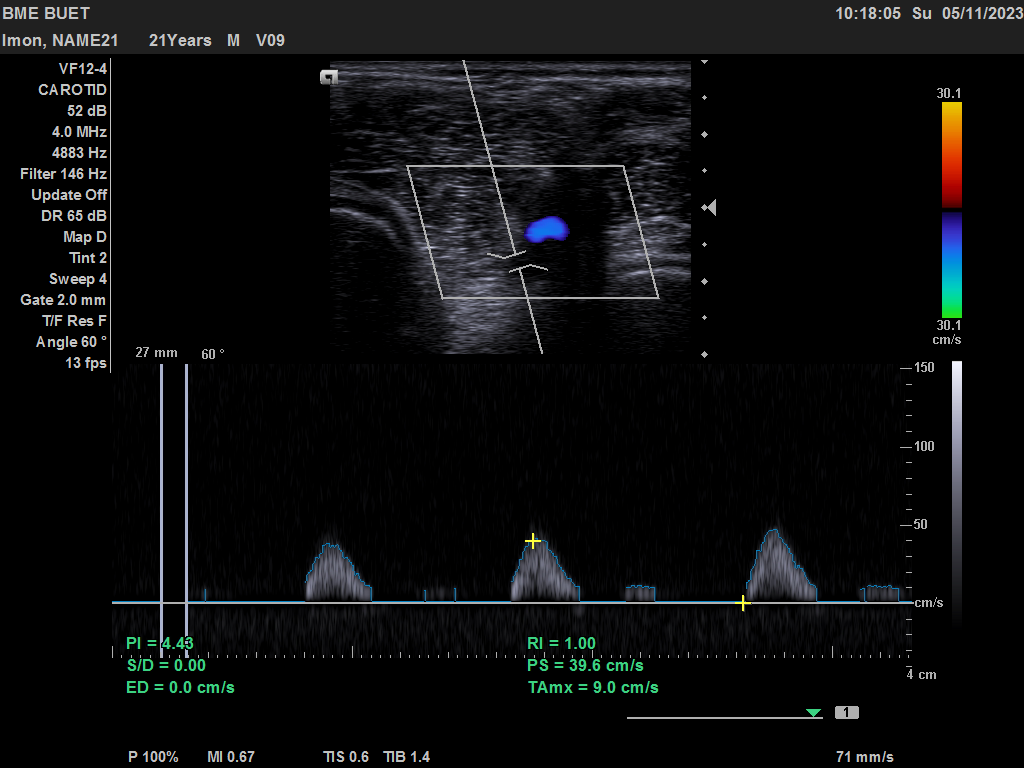 BME BUET
10:18:05 Su 05/11/2023
Imon, NAME21 21Years M V09
VF12-4
CAROTID
52 dB
4.0 MHz
4883 Hz
Filter 146 Hz
Update Off
DR 65 dB
Map D
Tint 2
Sweep 4
Gate 2.0 mm
T/F Res F
Angle 60 °
13 fps
30.1
30.1
cm/s
27 mm 60 °
150
100
50
cm/s
4 cm
PI = 4.43
S/D = 0.00
ED = 0.0 cm/s
RI = 1.00
PS = 39.6 cm/s
TAmx = 9.0 cm/s
1
P 100% MI 0.67 TIS 0.6 TIB 1.4 71 mm/s